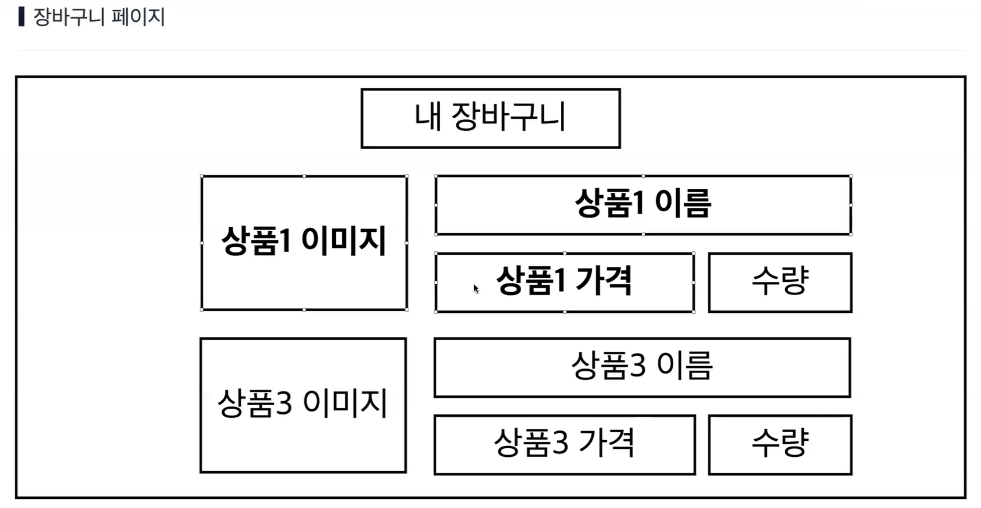 장바구니 페이지
내 장바구니
상품1 이미지
상품1 이름
상품1 가격
수량
상품3 이미지
상품3 이름
상품3 가격
수량